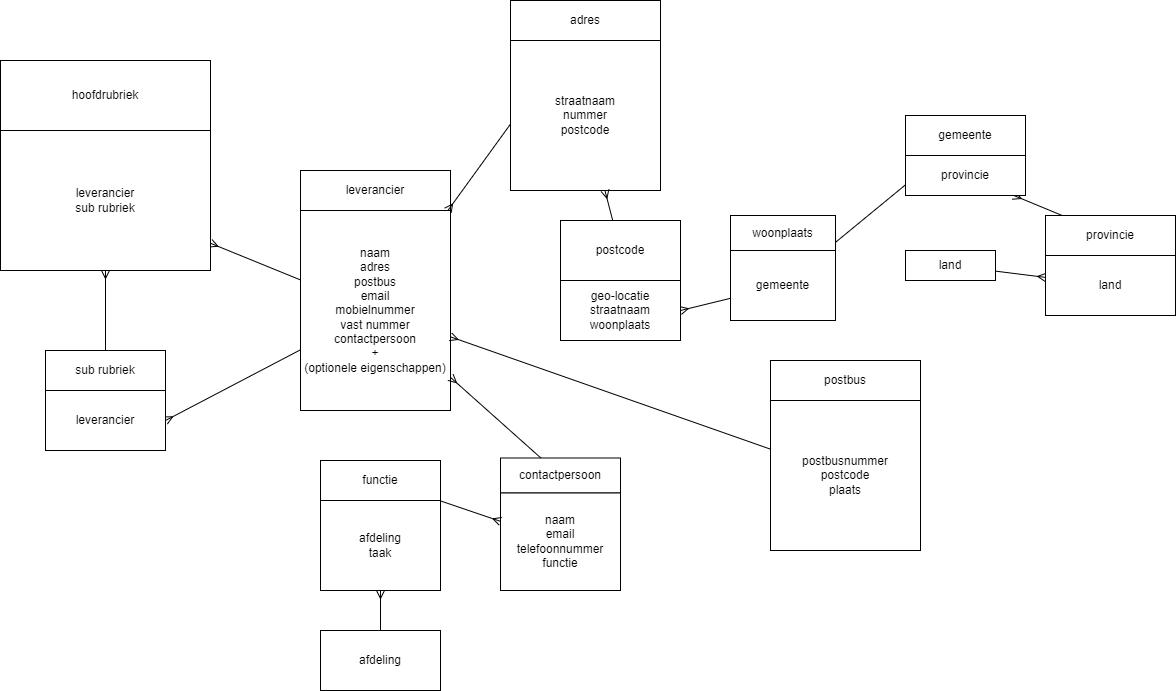 adres
straatnaam
nummer
postcode
hoofdrubriek
leverancier
sub rubriek
leverancier
naam
adres
postbus
email
mobielnummer
vast nummer
contactpersoon
+
(optionele eigenschappen)
postcode
geo-locatie
straatnaam
woonplaats
woonplaats
gemeente
gemeente
provincie
provincie
land
land
sub rubriek
leverancier
postbus
postbusnummer
postcode
plaats
functie
afdeling
taak
contactpersoon
naam
email
telefoonnummer
functie
afdeling